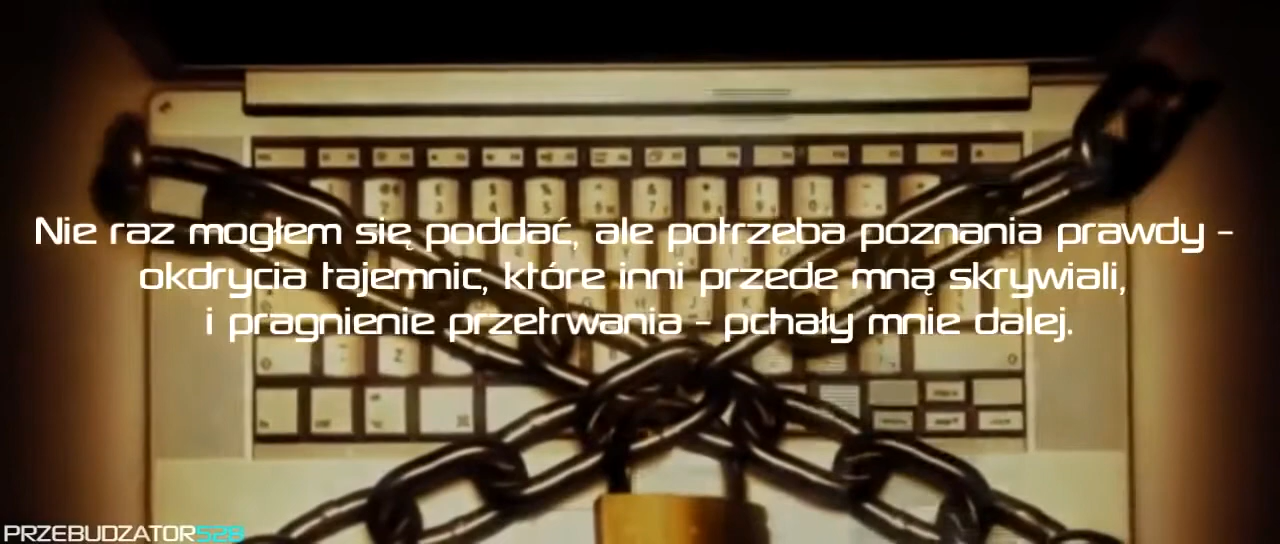 Nie raz mogłem się poddać, ale potrzeba poznania prawdy -
okdrycia tajemnic, które inni przede mną skrywiali,
i pragnienie przetrwania - pchały mnie dalej.
PRZEBUDZATOR528